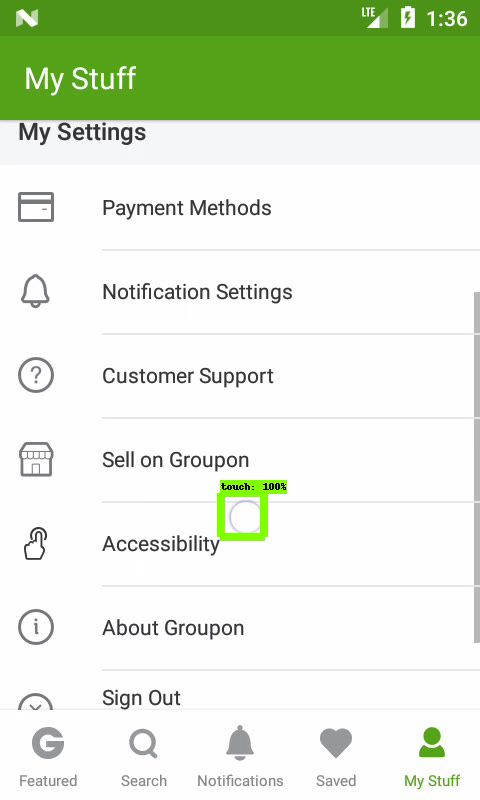 LTE
1:36
My Stuff
My Settings
Payment Methods
Notification Settings
? Customer Support
Sell on Groupon
touch: 100%
Accessibility
i About Groupon
Sign Out
G
Featured
Search
Notifications
Saved
My Stuff